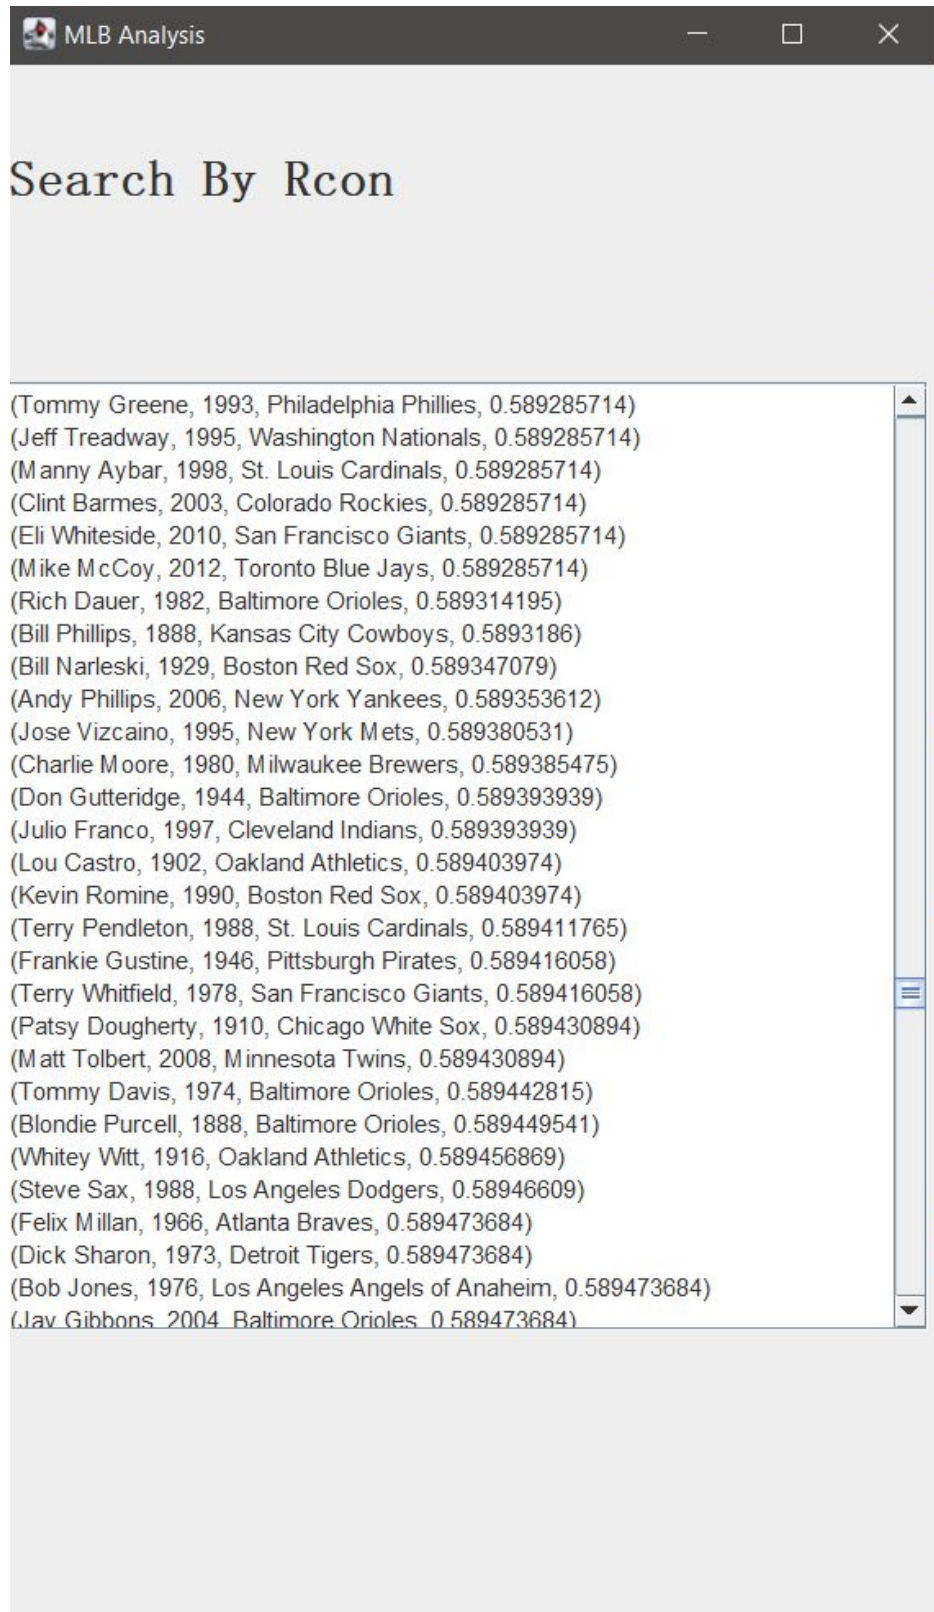 MLB Analysis
Search By Rcon
(Tommy Greene, 1993, Philadelphia Phillies, 0.589285714)
(Jeff Treadway, 1995, Washington Nationals, 0.589285714)
(Manny Aybar, 1998, St. Louis Cardinals, 0.589285714)
(Clint Barmes, 2003, Colorado Rockies, 0.589285714)
(Eli Whiteside, 2010, San Francisco Giants, 0.589285714)
(Mike McCoy, 2012, Toronto Blue Jays, 0.589285714)
(Rich Dauer, 1982, Baltimore Orioles, 0.589314195)
(Bill Phillips, 1888, Kansas City Cowboys, 0.5893186)
(Bill Narleski, 1929, Boston Red Sox, 0.589347079)
(Andy Phillips, 2006, New York Yankees, 0.589353612)
(Jose Vizcaino, 1995, New York Mets, 0.589380531)
(Charlie Moore, 1980, Milwaukee Brewers, 0.589385475)
(Don Gutteridge, 1944, Baltimore Orioles, 0.589393939)
(Julio Franco, 1997, Cleveland Indians, 0.589393939)
(Lou Castro, 1902, Oakland Athletics, 0.589403974)
(Kevin Romine, 1990, Boston Red Sox, 0.589403974)
(Terry Pendleton, 1988, St. Louis Cardinals, 0.589411765)
(Frankie Gustine, 1946, Pittsburgh Pirates, 0.589416058)
(Terry Whitfield, 1978, San Francisco Giants, 0.589416058)
(Patsy Dougherty, 1910, Chicago White Sox, 0.589430894)
(Matt Tolbert, 2008, Minnesota Twins, 0.589430894)
(Tommy Davis, 1974, Baltimore Orioles, 0.589442815)
(Blondie Purcell, 1888, Baltimore Orioles, 0.589449541)
(Whitey Witt, 1916, Oakland Athletics, 0.589456869)
(Steve Sax, 1988, Los Angeles Dodgers, 0.58946609)
(Felix Millan, 1966, Atlanta Braves, 0.589473684)
(Dick Sharon, 1973, Detroit Tigers, 0.589473684)
(Bob Jones, 1976, Los Angeles Angels of Anaheim, 0.589473684)
(Jay Gibbons, 2004, Baltimore Orioles, 0.589473684)